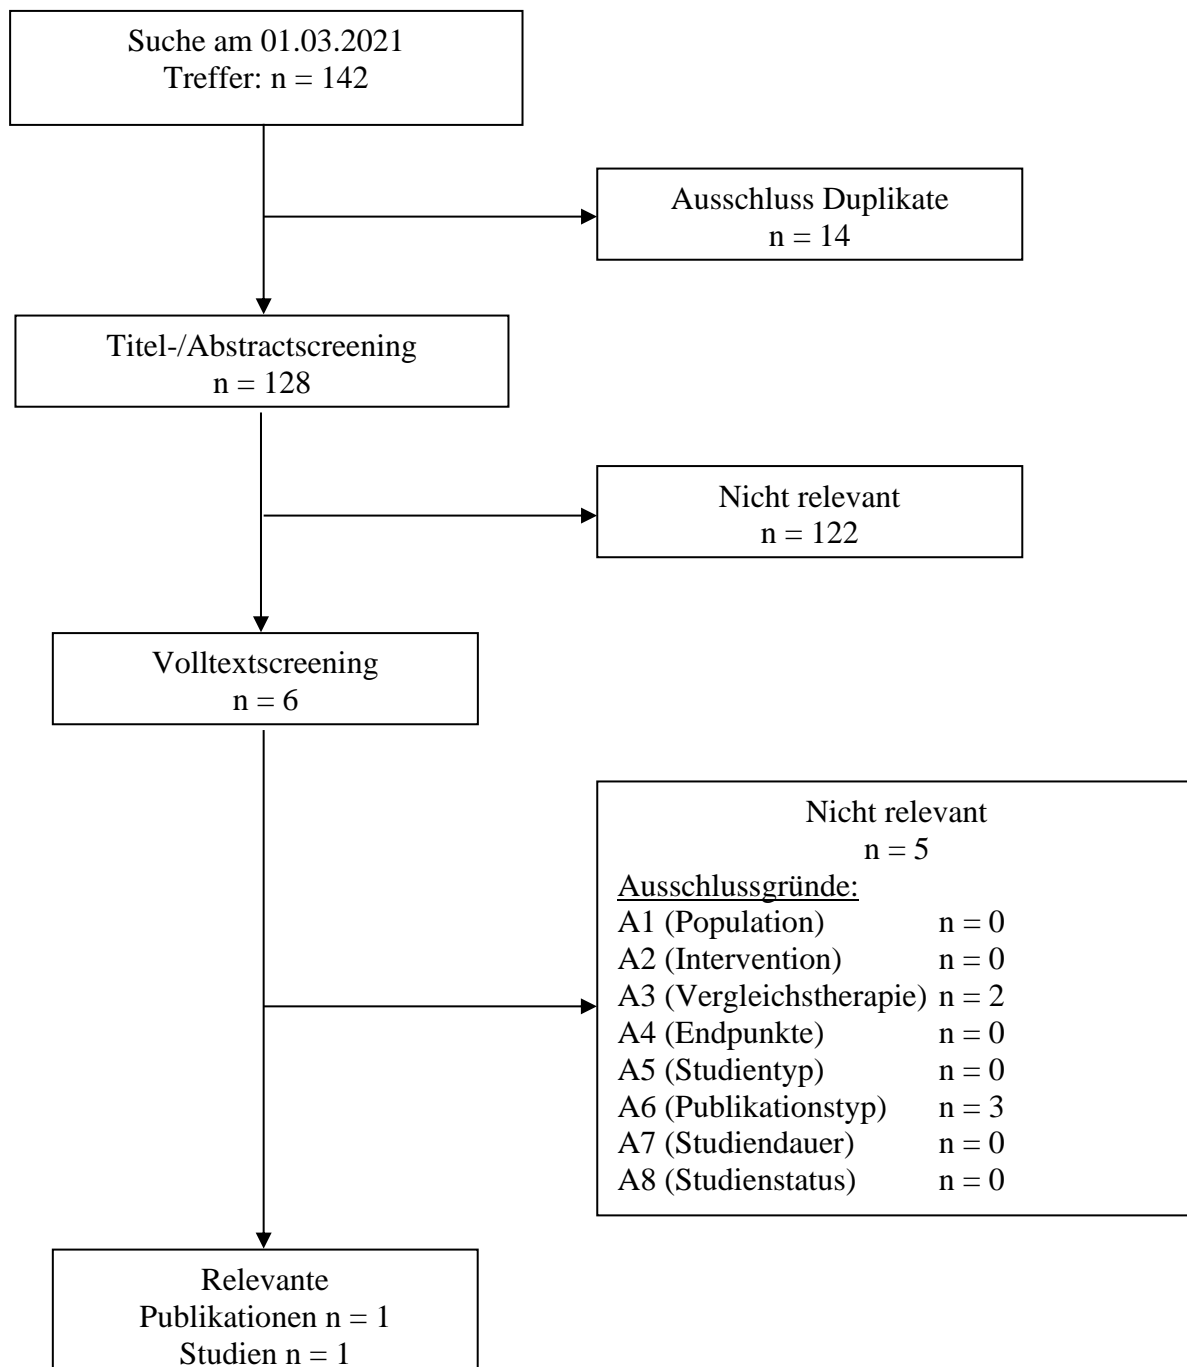 Suche am 01.03.2021
Treffer: n = 142
Ausschluss Duplikate
n = 14
Titel-/Abstractscreening
n = 128
Nicht relevant
n = 122
Volltextscreening
n = 6
Nicht relevant
n = 5
Ausschlussgründe:
A1 (Population) n = 0
A2 (Intervention) n = 0
A3 (Vergleichstherapie) n = 2
A4 (Endpunkte) n = 0
A5 (Studientyp) n = 0
A6 (Publikationstyp) n = 3
A7 (Studiendauer) n = 0
A8 (Studienstatus) n = 0
Relevante
Publikationen n = 1
Studien n = 1